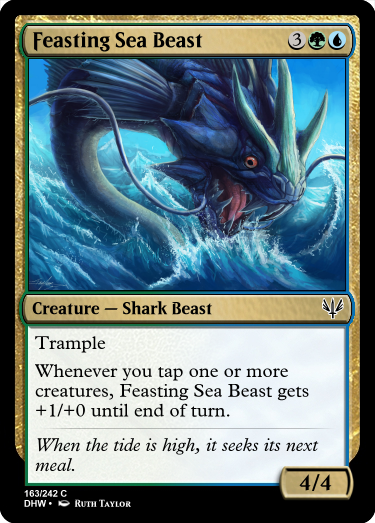 Feasting Sea Beast 3
Creature — Shark Beast
Trample
Whenever you tap one or more
creatures, Feasting Sea Beast gets
+1/+0 until end of turn.
When the tide is high, it seeks its next
meal.
4/4
163/242 C
DHW • Ruth Taylor